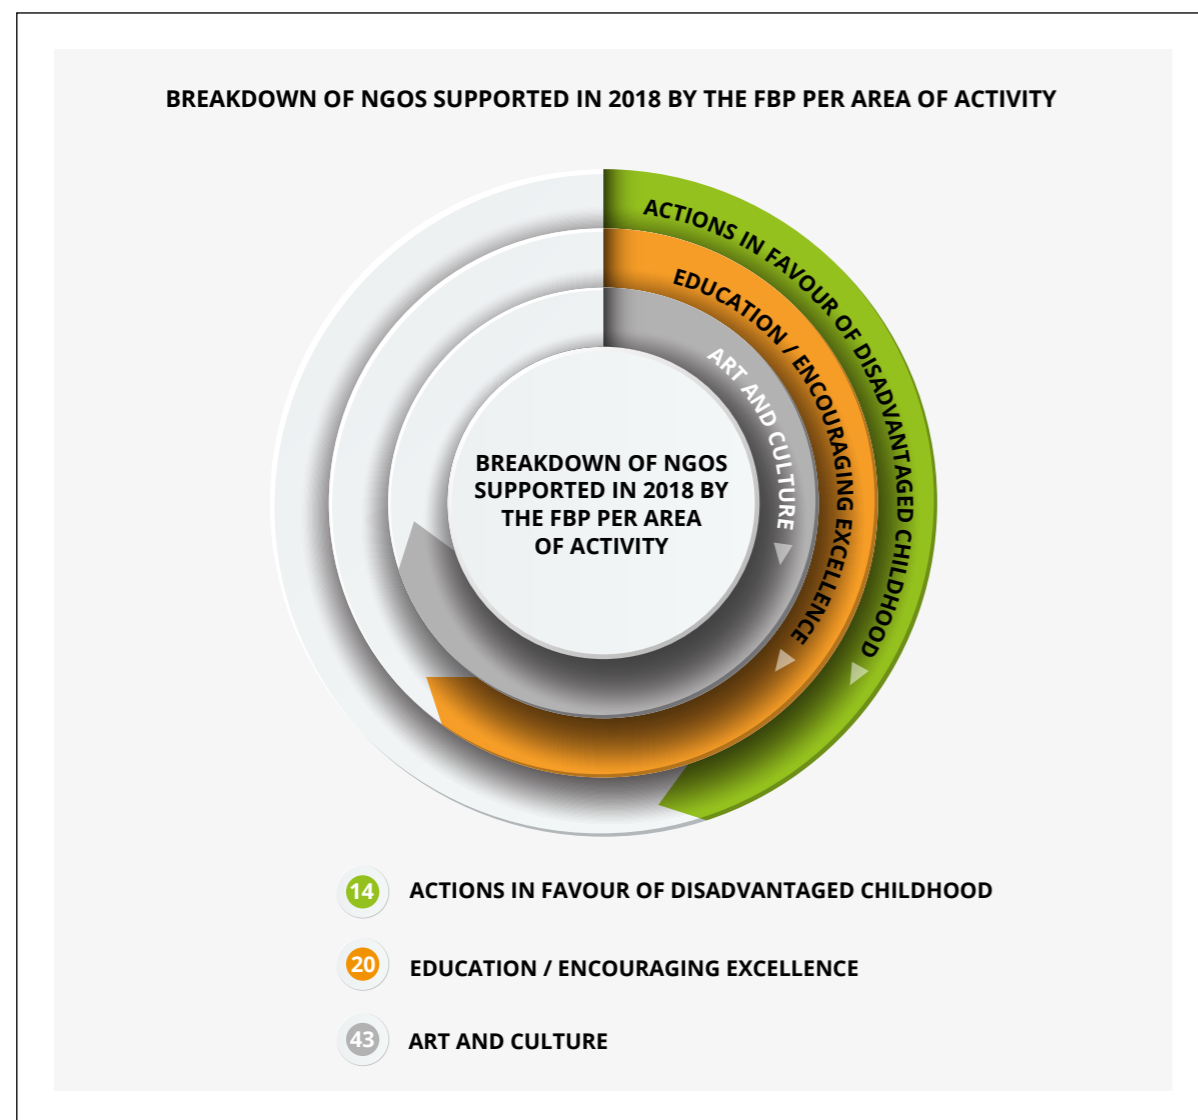 BREAKDOWN OF NGOS SUPPORTED IN 2018 BY THE FBP PER AREA OF ACTIVITY
ACTIONS IN FAVOUR OF DISADVANTAGED CHILDHOOD
EDUCATION / ENCOURAGING EXCELLENCE
ART AND CULTURE
BREAKDOWN OF NGOS
SUPPORTED IN 2018 BY
THE FBP PER AREA
OF ACTIVITY
14 ACTIONS IN FAVOUR OF DISADVANTAGED CHILDHOOD
20 EDUCATION / ENCOURAGING EXCELLENCE
43 ART AND CULTURE